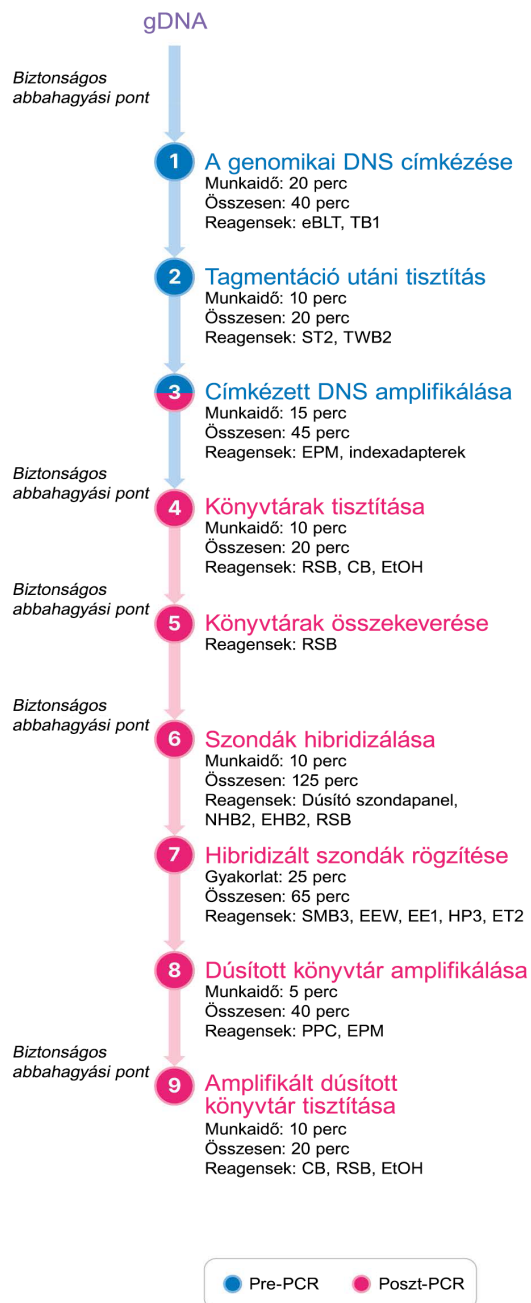 gDNA
Biztonságos
abbahagyási pont
1
A genomikai DNS címkézése
Munkaidő: 20 perc
Összesen: 40 perc
Reagensek: eBLT, TB1
2
Tagmentáció utáni tisztítás
Munkaidő: 10 perc
Összesen: 20 perc
Reagensek: ST2, TWB2
3
Címkézett DNS amplifikálása
Munkaidő: 15 perc
Összesen: 45 perc
Reagensek: EPM, indexadapterek
Biztonságos
abbahagyási pont
4
Könyvtárak tisztítása
Munkaidő: 10 perc
Összesen: 20 perc
Reagensek: RSB, CB, EtOH
Biztonságos
abbahagyási pont
5
Könyvtárak összekeverése
Reagensek: RSB
Biztonságos
abbahagyási pont
6
Szondák hibridizálása
Munkaidő: 10 perc
Összesen: 125 perc
Reagensek: Dúsító szondapanel,
NHB2, EHB2, RSB
7
Hibridizált szondák rögzítése
Gyakorlat: 25 perc
Összesen: 65 perc
Reagensek: SMB3, EEW, EE1, HP3, ET2
8
Dúsított könyvtár amplifikálása
Munkaidő: 5 perc
Összesen: 40 perc
Reagensek: PPC, EPM
Biztonságos
abbahagyási pont
9
Amplifikált dúsított
könyvtár tisztítása
Munkaidő: 10 perc
Összesen: 20 perc
Reagensek: CB, RSB, EtOH
Pre-PCR
Poszt-PCR